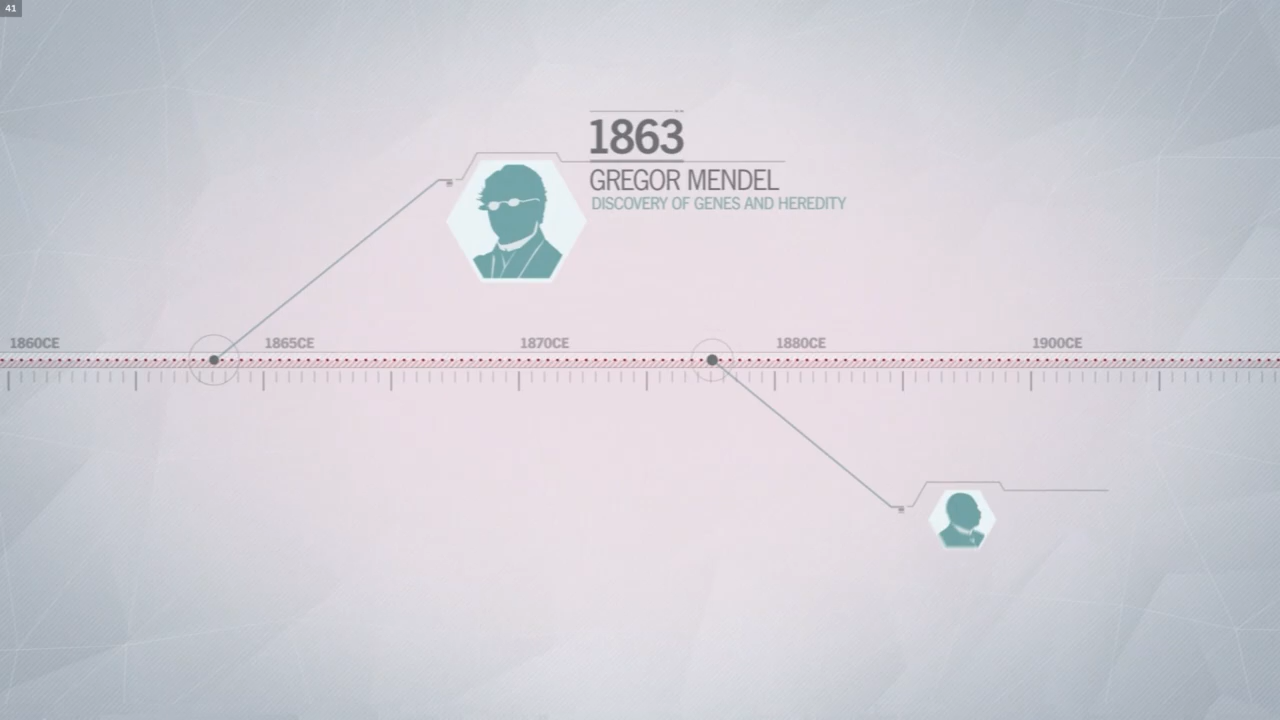 41
1863
GREGOR MENDEL
DISCOVERY OF GENES AND HEREDITY
1860CE
1865CE
1870CE
1880CE
1900CE